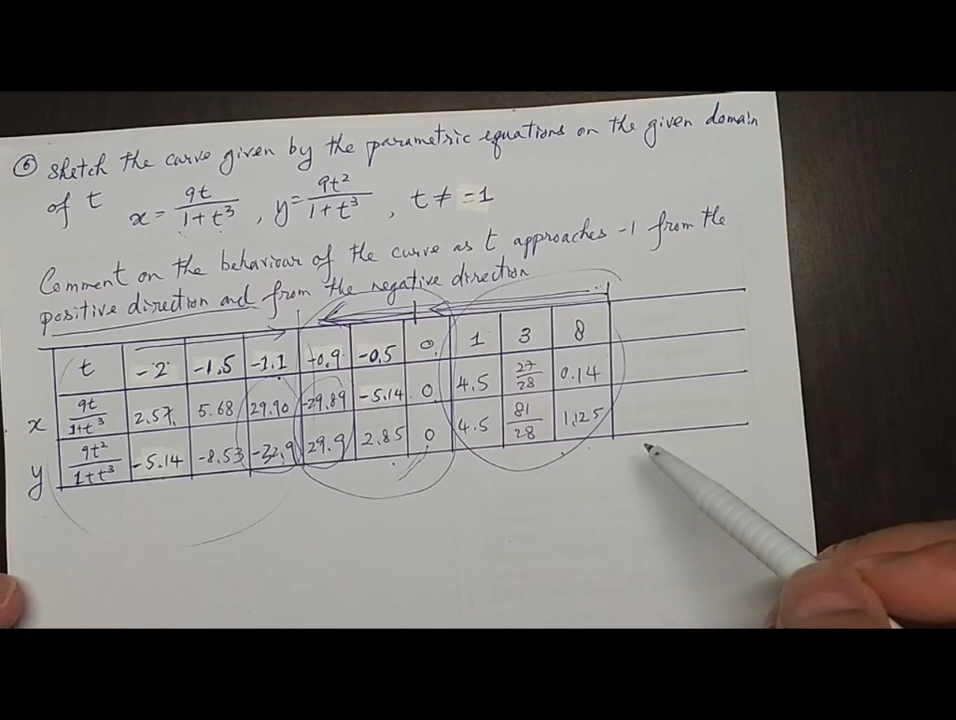 ⑥ Sketch the curve given by the parametric equations on the given domain
of t x = 9t/1+t³ , y = 9t²/1+t³ , t ≠ =1
Comment on the behaviour of the curve as t approaches -1 from the
positive direction and from the negative direction
t -2 -1.5 -1.1 -0.9 -0.5 0 1 3 8
x 9t/1+t³ 2.57 5.68 29.90 -29.89 -5.14 0 4.5 27/28 0.14
y 9t²/1+t³ -5.14 -8.53 -32.9 29.9 2.85 0 4.5 81/28 1.125